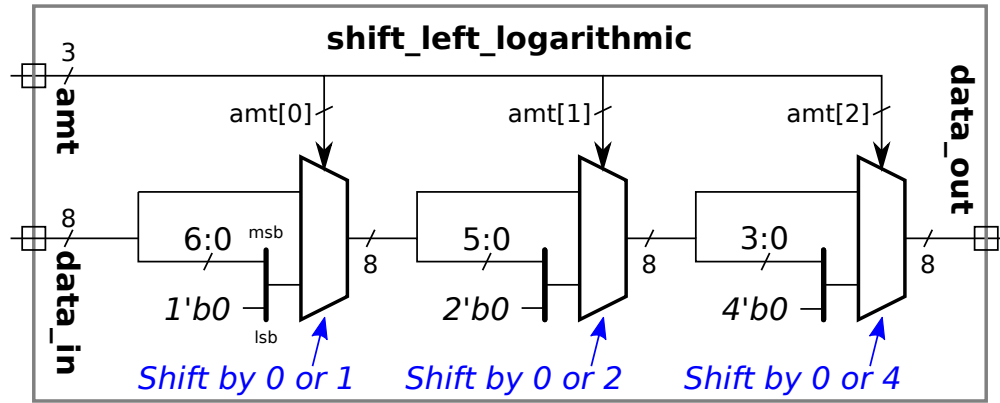 shift_left_logarithmic
3
amt
amt[0]
amt[1]
amt[2]
data_out
8
data_in
6:0
msb
1'b0
lsb
8
5:0
2'b0
8
3:0
4'b0
8
Shift by 0 or 1
Shift by 0 or 2
Shift by 0 or 4